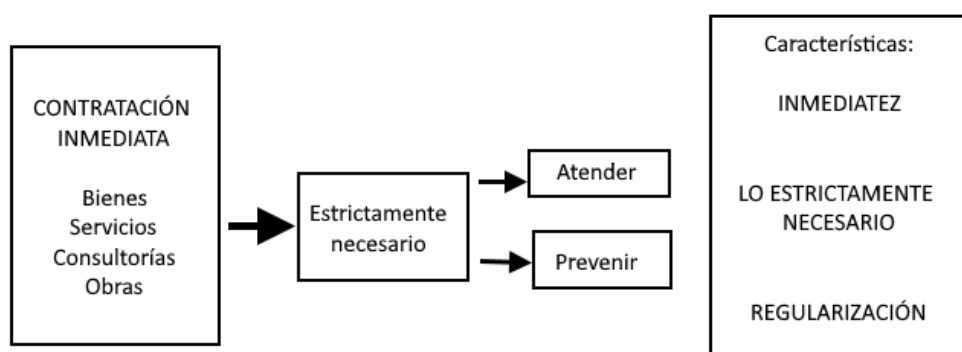 CONTRATACIÓN
INMEDIATA
Bienes
Servicios
Consultorías
Obras
Estrictamente
necesario
Atender
Prevenir
Características:
INMEDIATEZ
LO ESTRICTAMENTE
NECESARIO
REGULARIZACIÓN